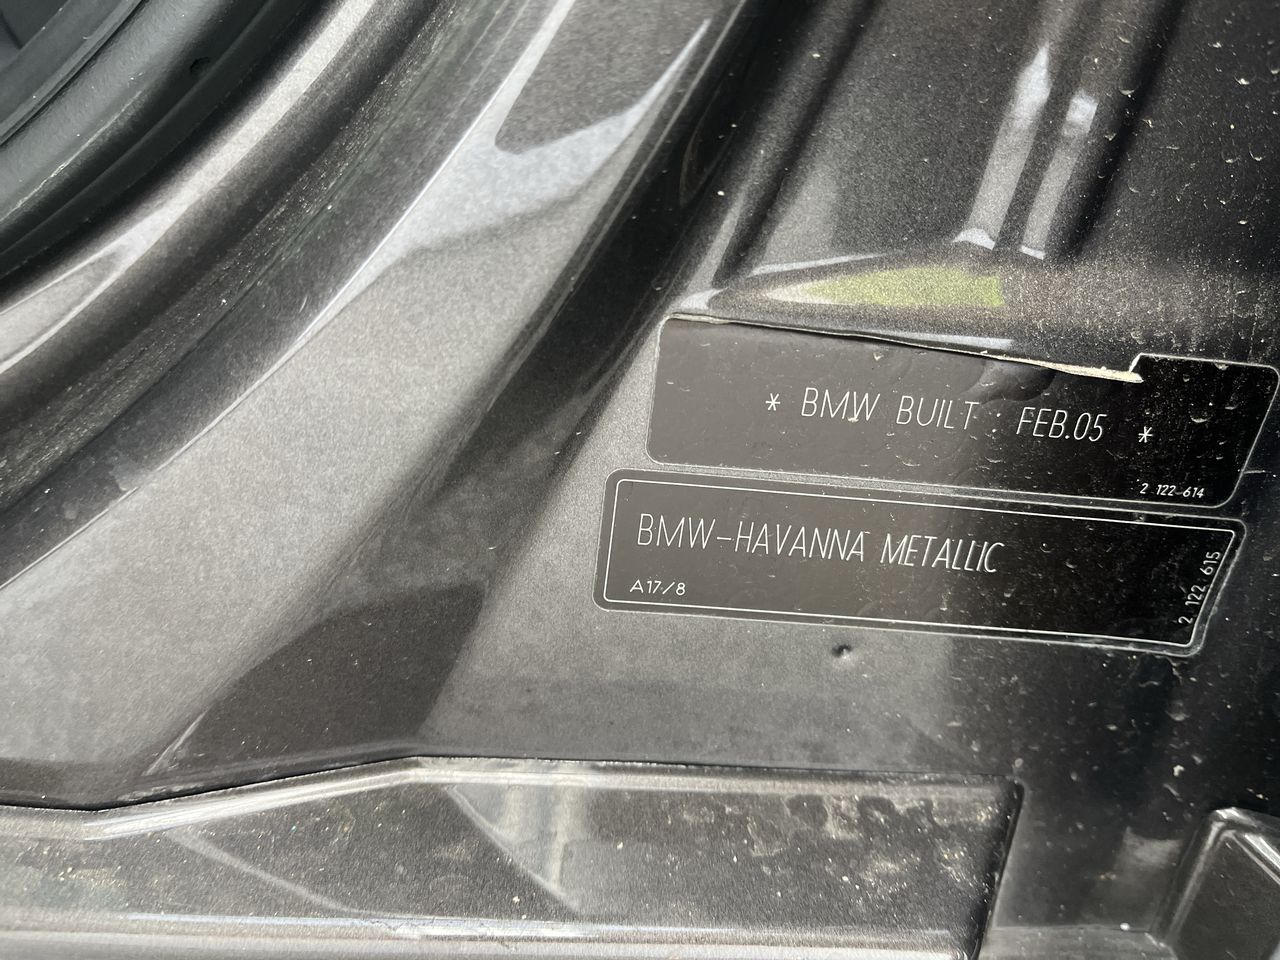 * BMW BUILT : FEB.05 *
2 122 614
BMW-HAVANNA METALLIC
A17/8
2 122 615